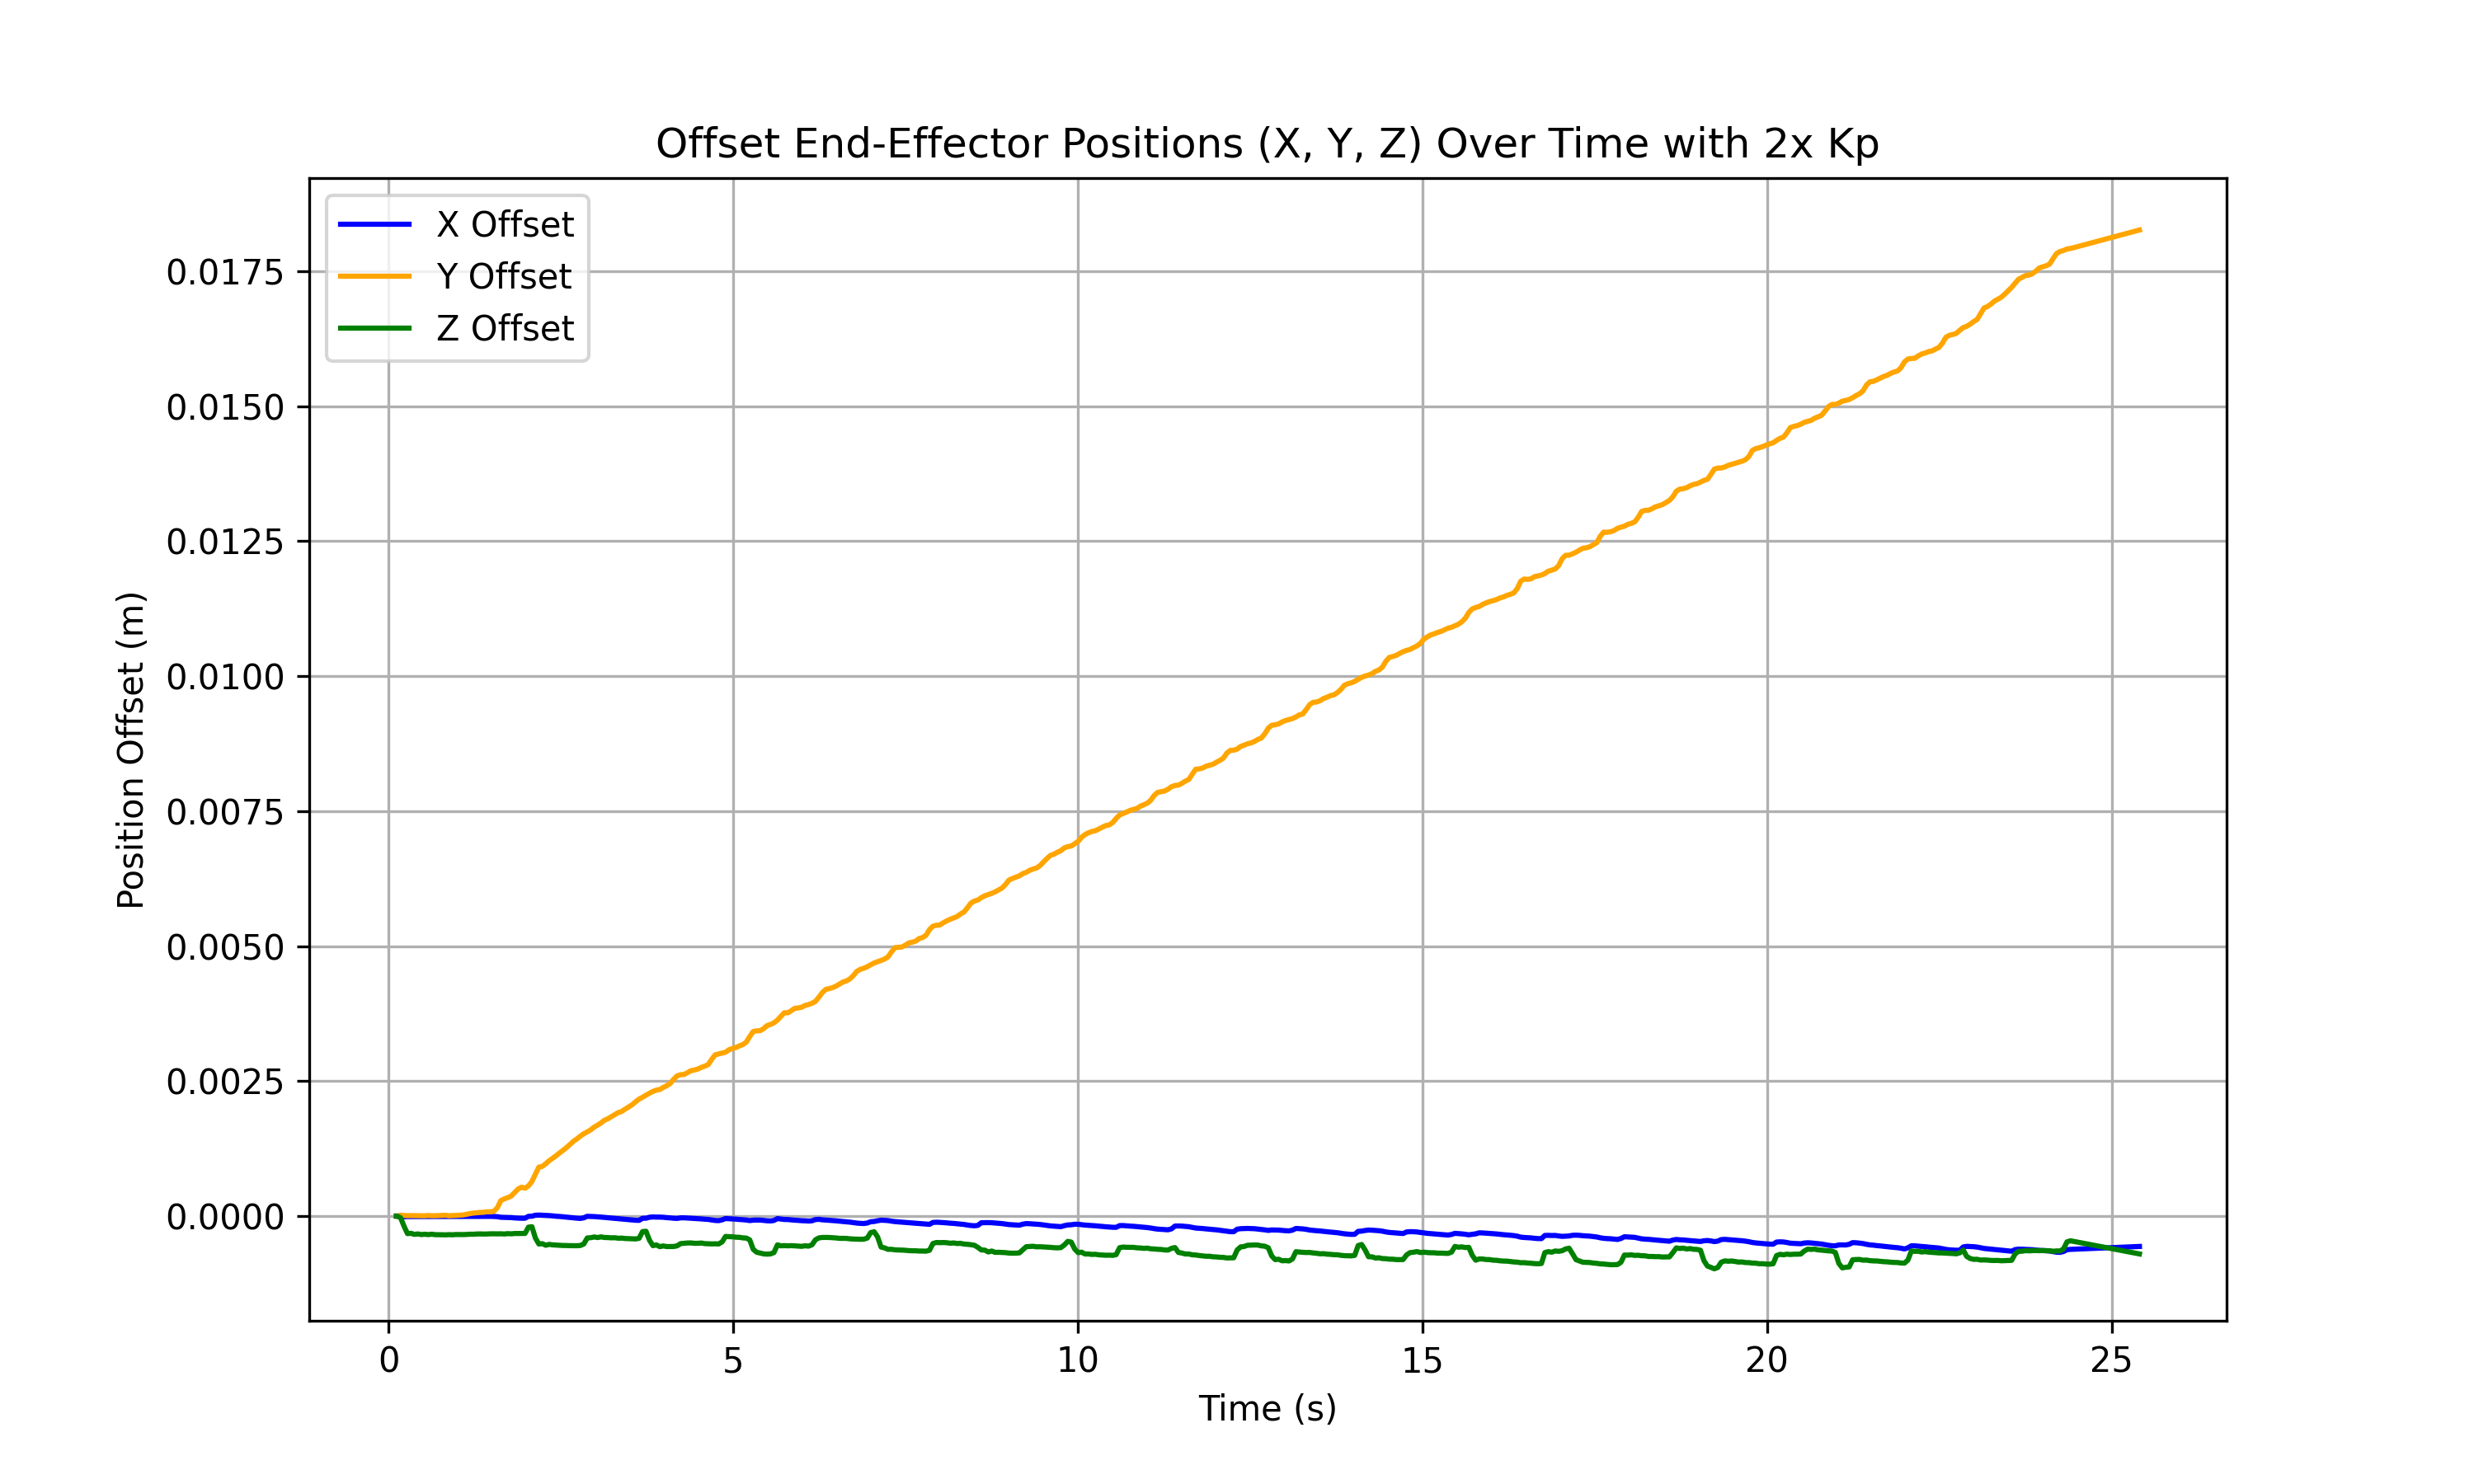 Offset End-Effector Positions (X, Y, Z) Over Time with 2x Kp
X Offset
Y Offset
Z Offset
Position Offset (m)
0.0175
0.0150
0.0125
0.0100
0.0075
0.0050
0.0025
0.0000
0 5 10 15 20 25
Time (s)